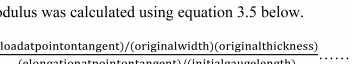 odulus was calculated using equation 3.5 below.
loadatpointontangent)/(originalwidth)(originalthickness)
(elongationatpointontangent)/(initialgaugelength) ......